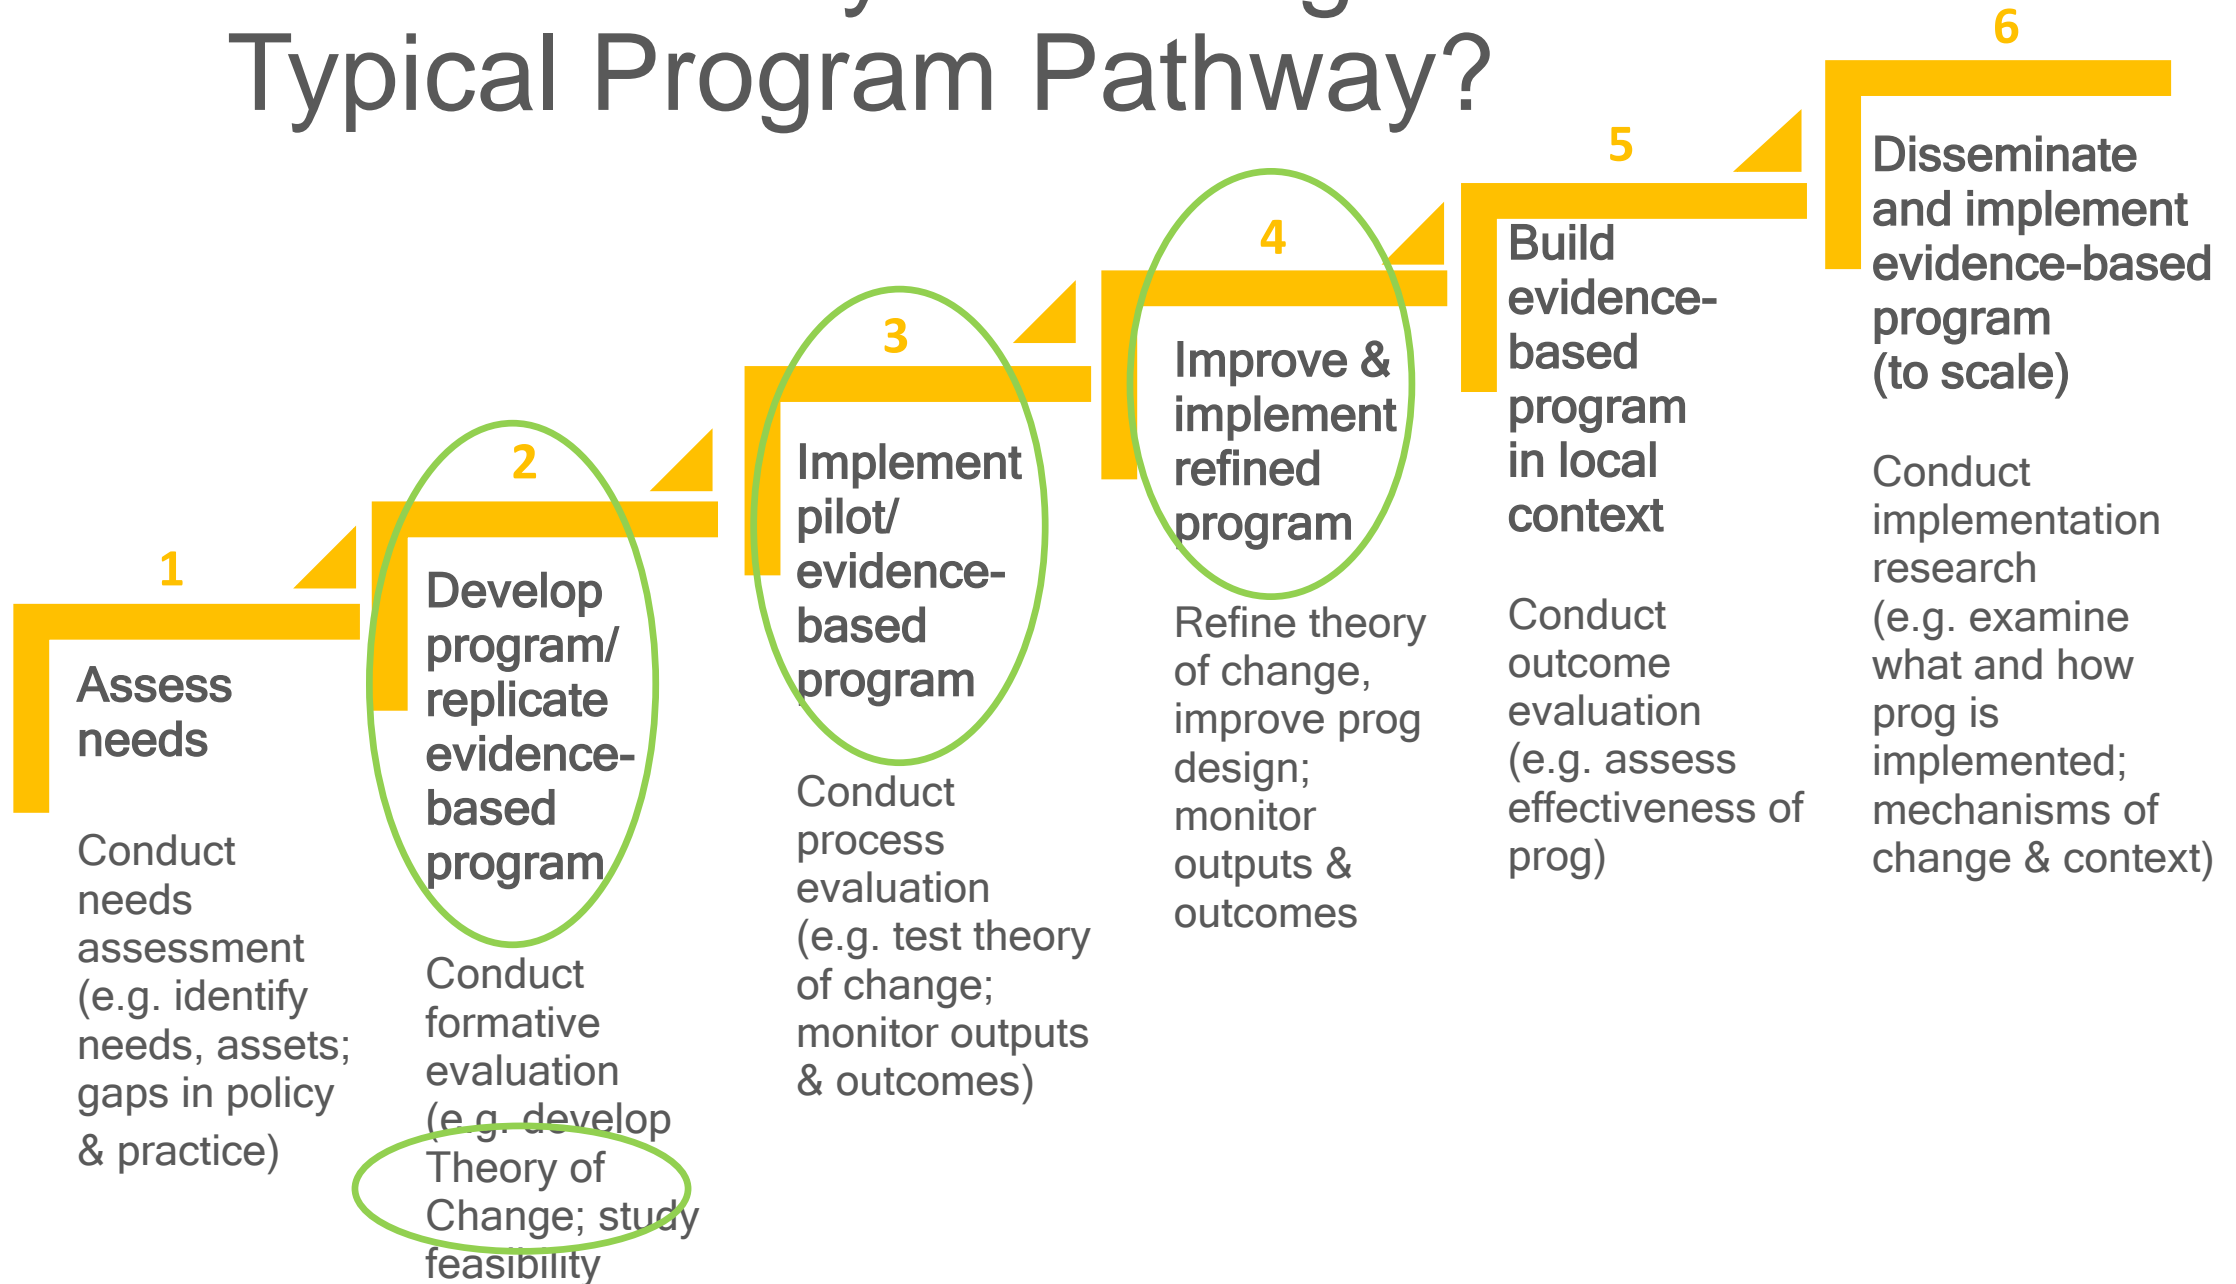 Typical Program Pathway?
1
Assess
needs
Conduct
needs
assessment
(e.g. identify
needs, assets;
gaps in policy
& practice)
2
Develop
program/
replicate
evidence-
based
program
Conduct
formative
evaluation
(e.g. develop
Theory of
Change; study
feasibility
3
Implement
pilot/
evidence-
based
program
Conduct
process
evaluation
(e.g. test theory
of change;
monitor outputs
& outcomes)
4
Improve &
implement
refined
program
Refine theory
of change,
improve prog
design;
monitor
outputs &
outcomes
5
Build
evidence-
based
program
in local
context
Conduct
outcome
evaluation
(e.g. assess
effectiveness of
prog)
6
Disseminate
and implement
evidence-based
program
(to scale)
Conduct
implementation
research
(e.g. examine
what and how
prog is
implemented;
mechanisms of
change & context)